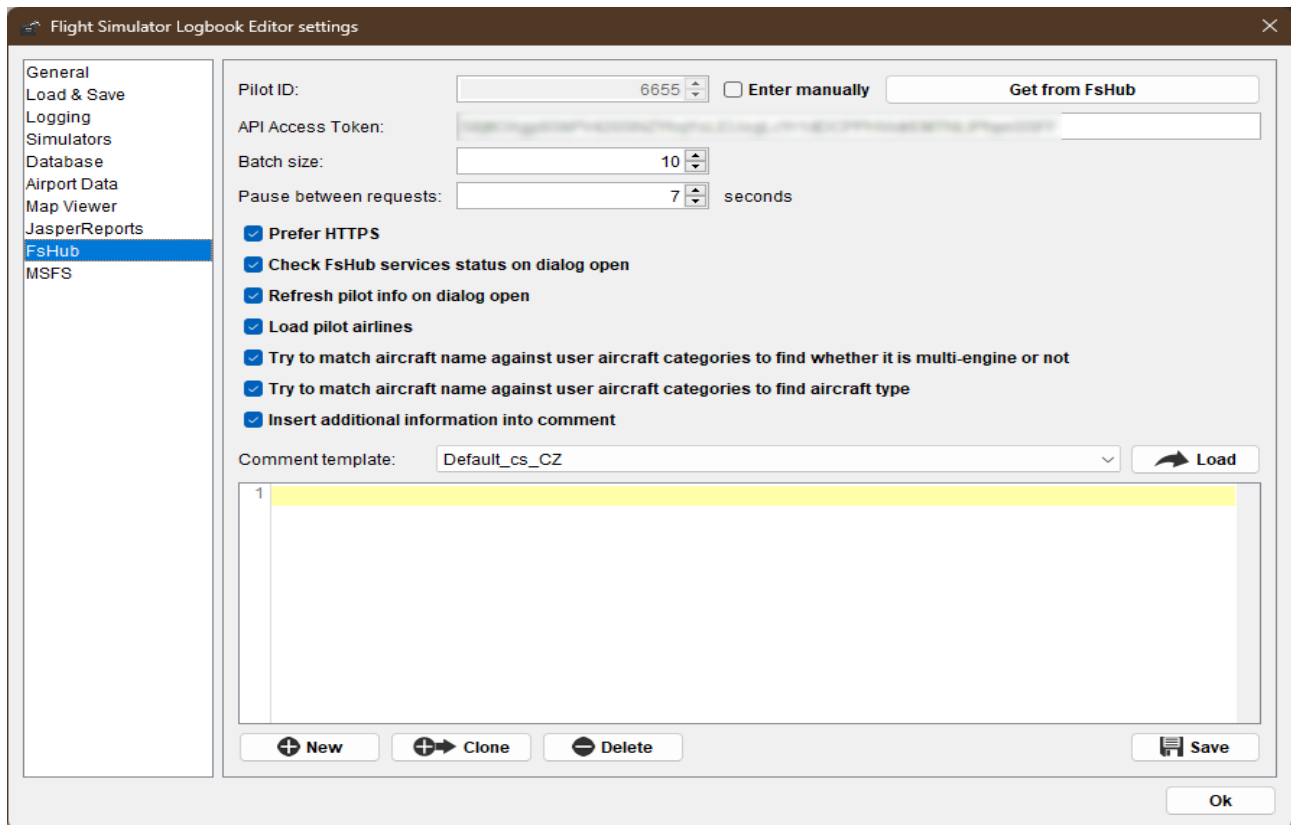 Flight Simulator Logbook Editor settings
General
Load & Save
Logging
Simulators
Database
Airport Data
Map Viewer
JasperReports
FsHub
MSFS
Pilot ID: 6655 Enter manually Get from FsHub
API Access Token:
Batch size: 10
Pause between requests: 7 seconds
Prefer HTTPS
Check FsHub services status on dialog open
Refresh pilot info on dialog open
Load pilot airlines
Try to match aircraft name against user aircraft categories to find whether it is multi-engine or not
Try to match aircraft name against user aircraft categories to find aircraft type
Insert additional information into comment
Comment template: Default_cs_CZ Load
1
New Clone Delete Save
Ok